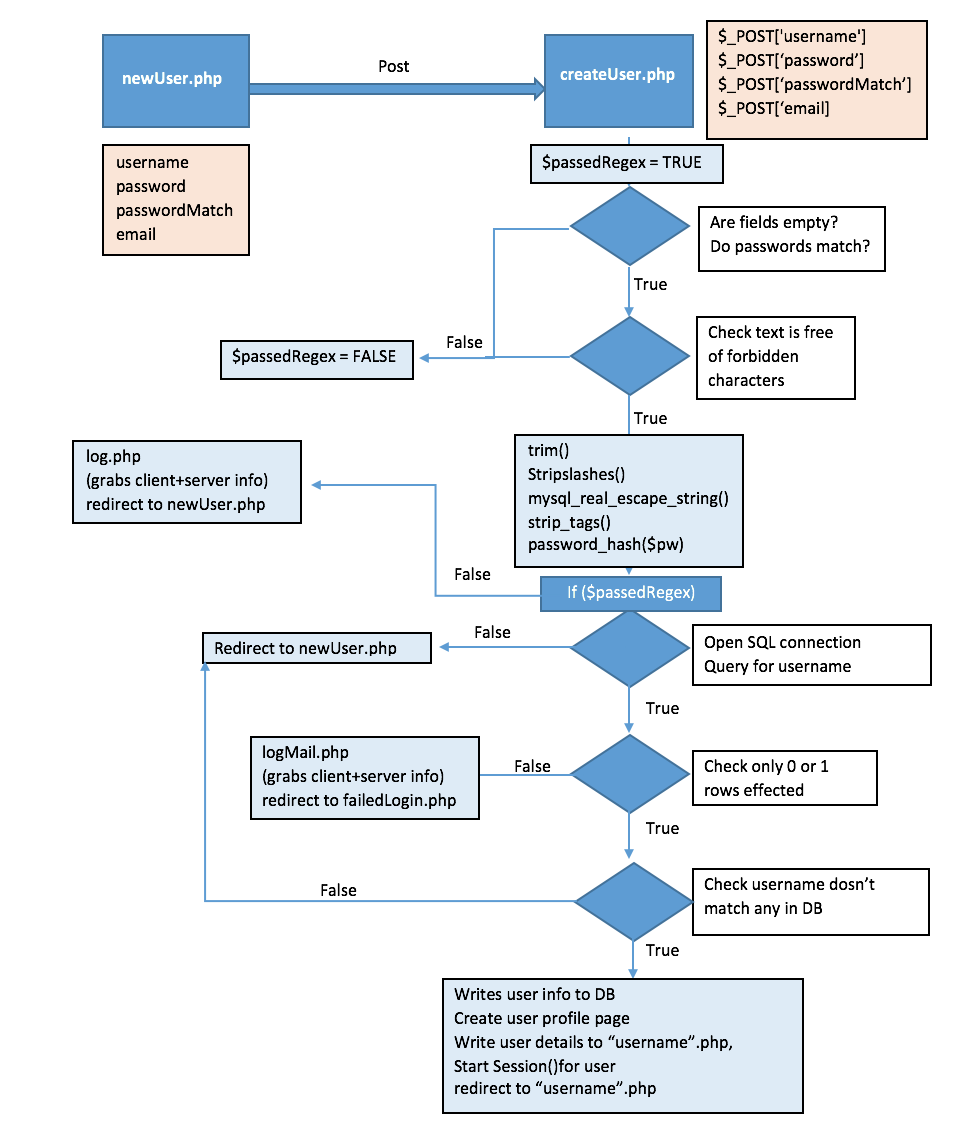 newUser.php
Post
createUser.php
$_POST['username']
$_POST[‘password’]
$_POST[‘passwordMatch’]
$_POST[‘email]
username
password
passwordMatch
email
$passedRegex = TRUE
Are fields empty?
Do passwords match?
True
False
$passedRegex = FALSE
Check text is free
of forbidden
characters
True
log.php
(grabs client+server info)
redirect to newUser.php
trim()
Stripslashes()
mysql_real_escape_string()
strip_tags()
password_hash($pw)
False
If ($passedRegex)
False
Redirect to newUser.php
Open SQL connection
Query for username
True
logMail.php
(grabs client+server info)
redirect to failedLogin.php
False
Check only 0 or 1
rows effected
True
False
Check username dosn’t
match any in DB
True
Writes user info to DB
Create user profile page
Write user details to “username”.php,
Start Session()for user
redirect to “username”.php